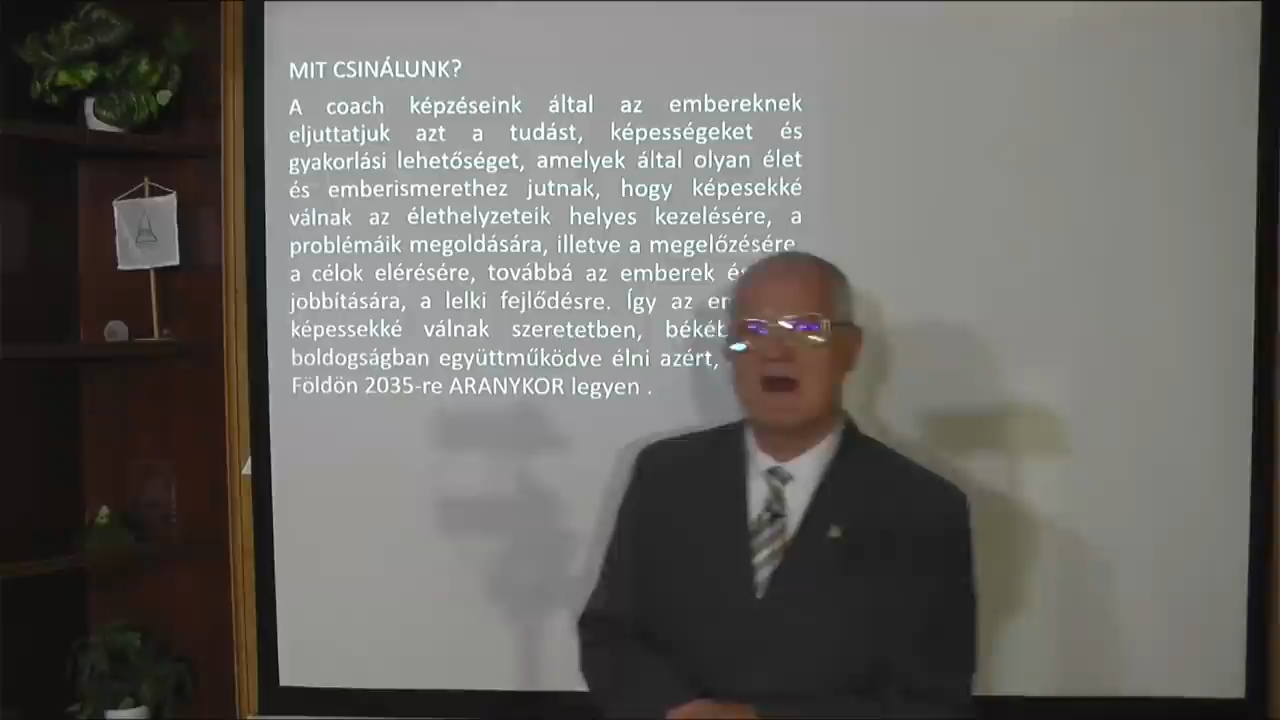 MIT CSINÁLUNK?
A coach képzéseink által az embereknek
eljuttatjuk azt a tudást, képességeket és
gyakorlási lehetőséget, amelyek által olyan élet
és emberismerethez jutnak, hogy képesekké
válnak az élethelyzeteik helyes kezelésére, a
problémáik megoldására, illetve a megelőzésére,
a célok elérésére, továbbá az emberek
jobbítására, a lelki fejlődésre. Így az
képessekké válnak szeretetben,
boldogságban együttműködve élni azért,
Földön 2035-re ARANYKOR legyen .